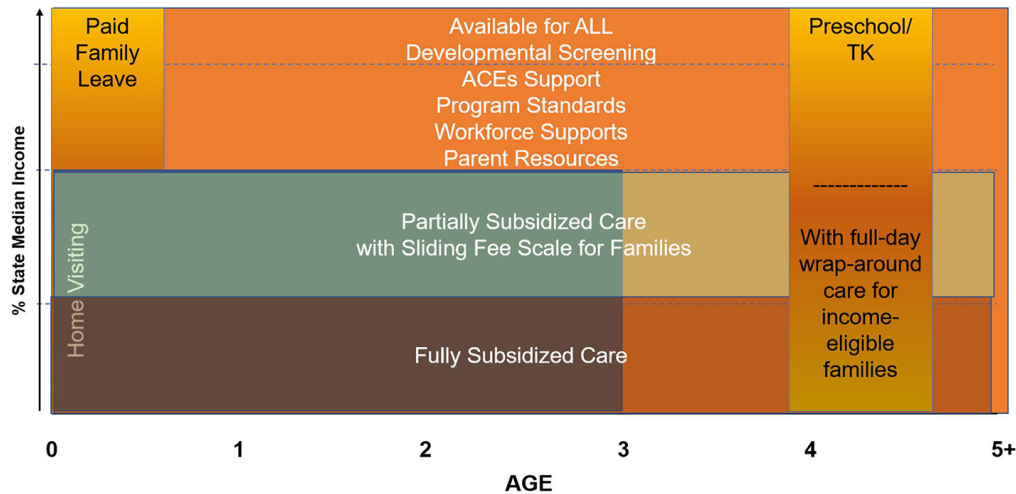 Paid
Family
Leave
Available for ALL
Developmental Screening
ACEs Support
Program Standards
Workforce Supports
Parent Resources
Preschool/
TK
-------------
With full-day
wrap-around
care for
income-
eligible
families
Partially Subsidized Care
with Sliding Fee Scale for Families
Fully Subsidized Care
Home Visiting
% State Median Income
0 1 2 3 4 5+
AGE